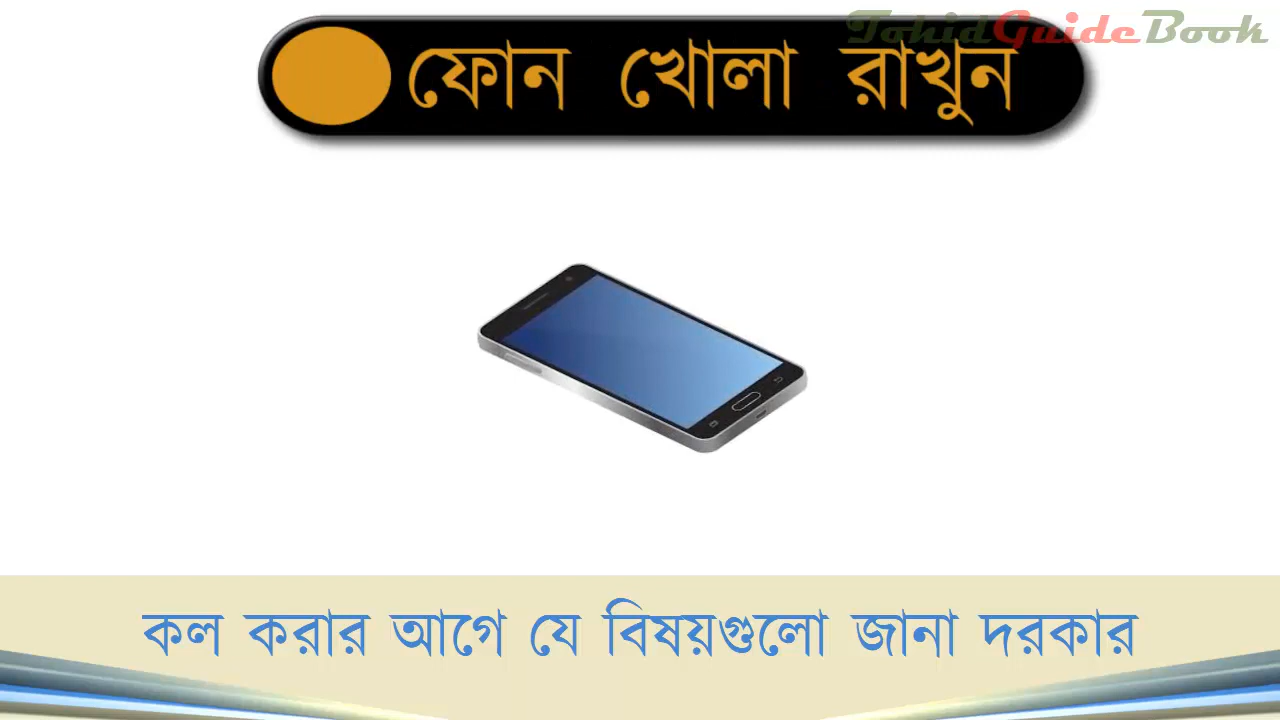 TohidGuideBook
ফোন খোলা রাখুন
কল করার আগে যে বিষয়গুলো জানা দরকার